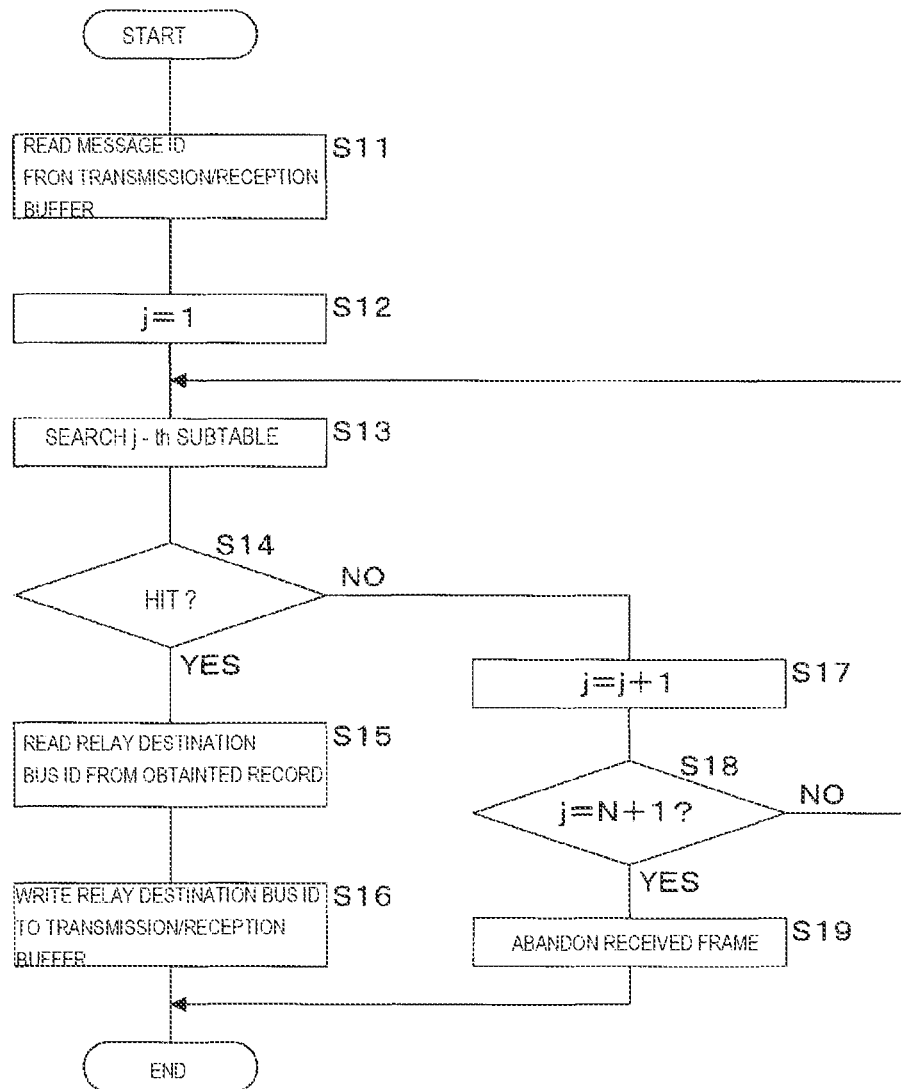 START
READ MESSAGE ID
FRON TRANSMISSION/RECEPTION
BUFFER
S11
j=1
S12
SEARCH j - th SUBTABLE
S13
S14
HIT ?
NO
YES
j=j+1
S17
READ RELAY DESTINATION
BUS ID FROM OBTAINTED RECORD
S15
S18
j=N+1?
NO
YES
WRITE RELAY DESTINATION BUS ID
TO TRANSMISSION/RECEPTION
BUFFER
S16
ABANDON RECEIVED FRAME
S19
END